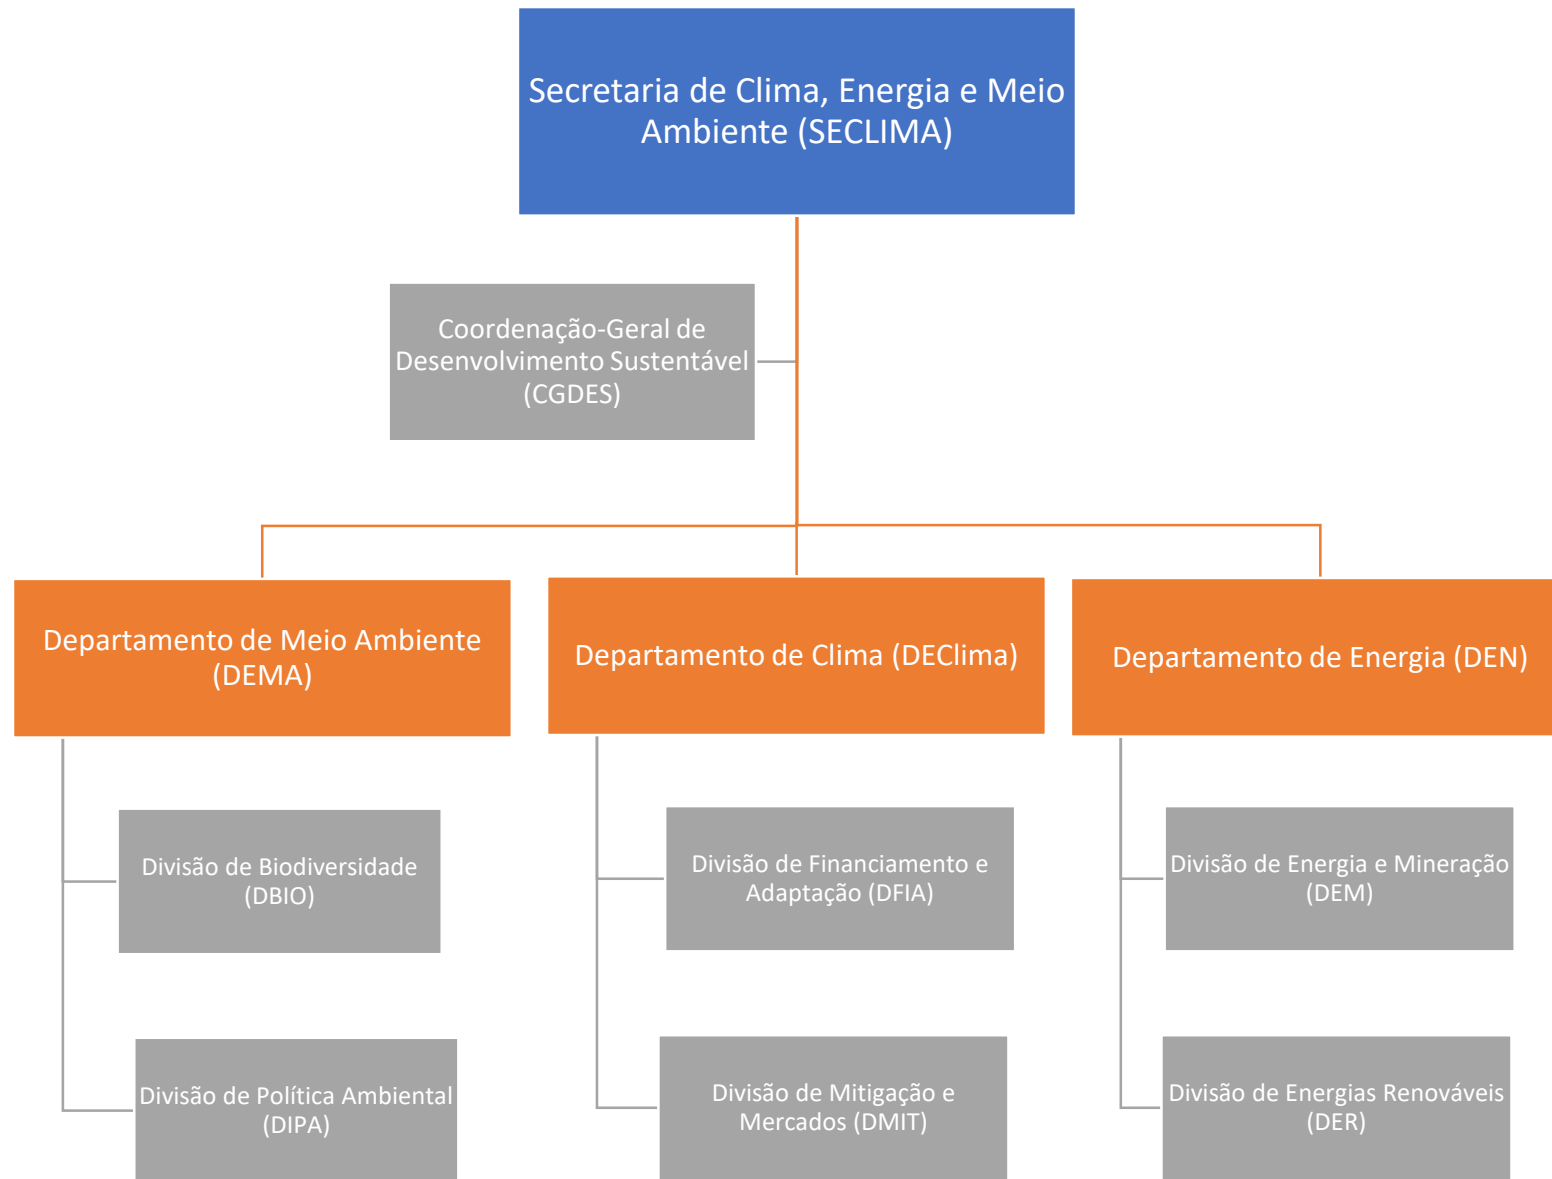 Secretaria de Clima, Energia e Meio
Ambiente (SECLIMA)
Coordenação-Geral de
Desenvolvimento Sustentável
(CGDES)
Departamento de Meio Ambiente
(DEMA)
Departamento de Clima (DEClima)
Departamento de Energia (DEN)
Divisão de Biodiversidade
(DBIO)
Divisão de Financiamento e
Adaptação (DFIA)
Divisão de Energia e Mineração
(DEM)
Divisão de Política Ambiental
(DIPA)
Divisão de Mitigação e
Mercados (DMIT)
Divisão de Energias Renováveis
(DER)